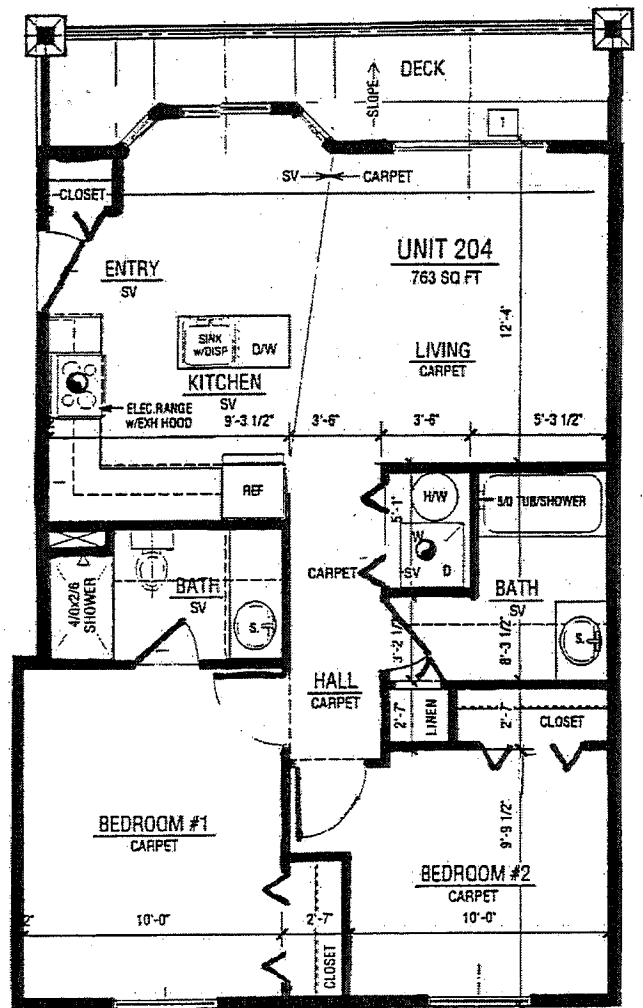 DECK
SLOPE
1
CLOSET
SV
CARPET
ENTRY
SV
UNIT 204
763 SQ FT
12'-4"
SINK
w/DISP
D/W
LIVING
CARPET
KITCHEN
SV
ELEC.RANGE
w/EXH HOOD
9'-3 1/2"
3'-6"
3'-6"
5'-3 1/2"
REF
H/W
5'-1"
5/0 TUB/SHOWER
W
D
SV
CARPET
4/0x2/6
SHOWER
BATH
SV
S.
BATH
SV
8'-3 1/2"
S.
3'-2 1/2"
HALL
CARPET
2'-7"
LINEN
2'-7"
CLOSET
BEDROOM #1
CARPET
9'-9 1/2"
BEDROOM #2
CARPET
2"
10'-0"
2'-7"
10'-0"
CLOSET